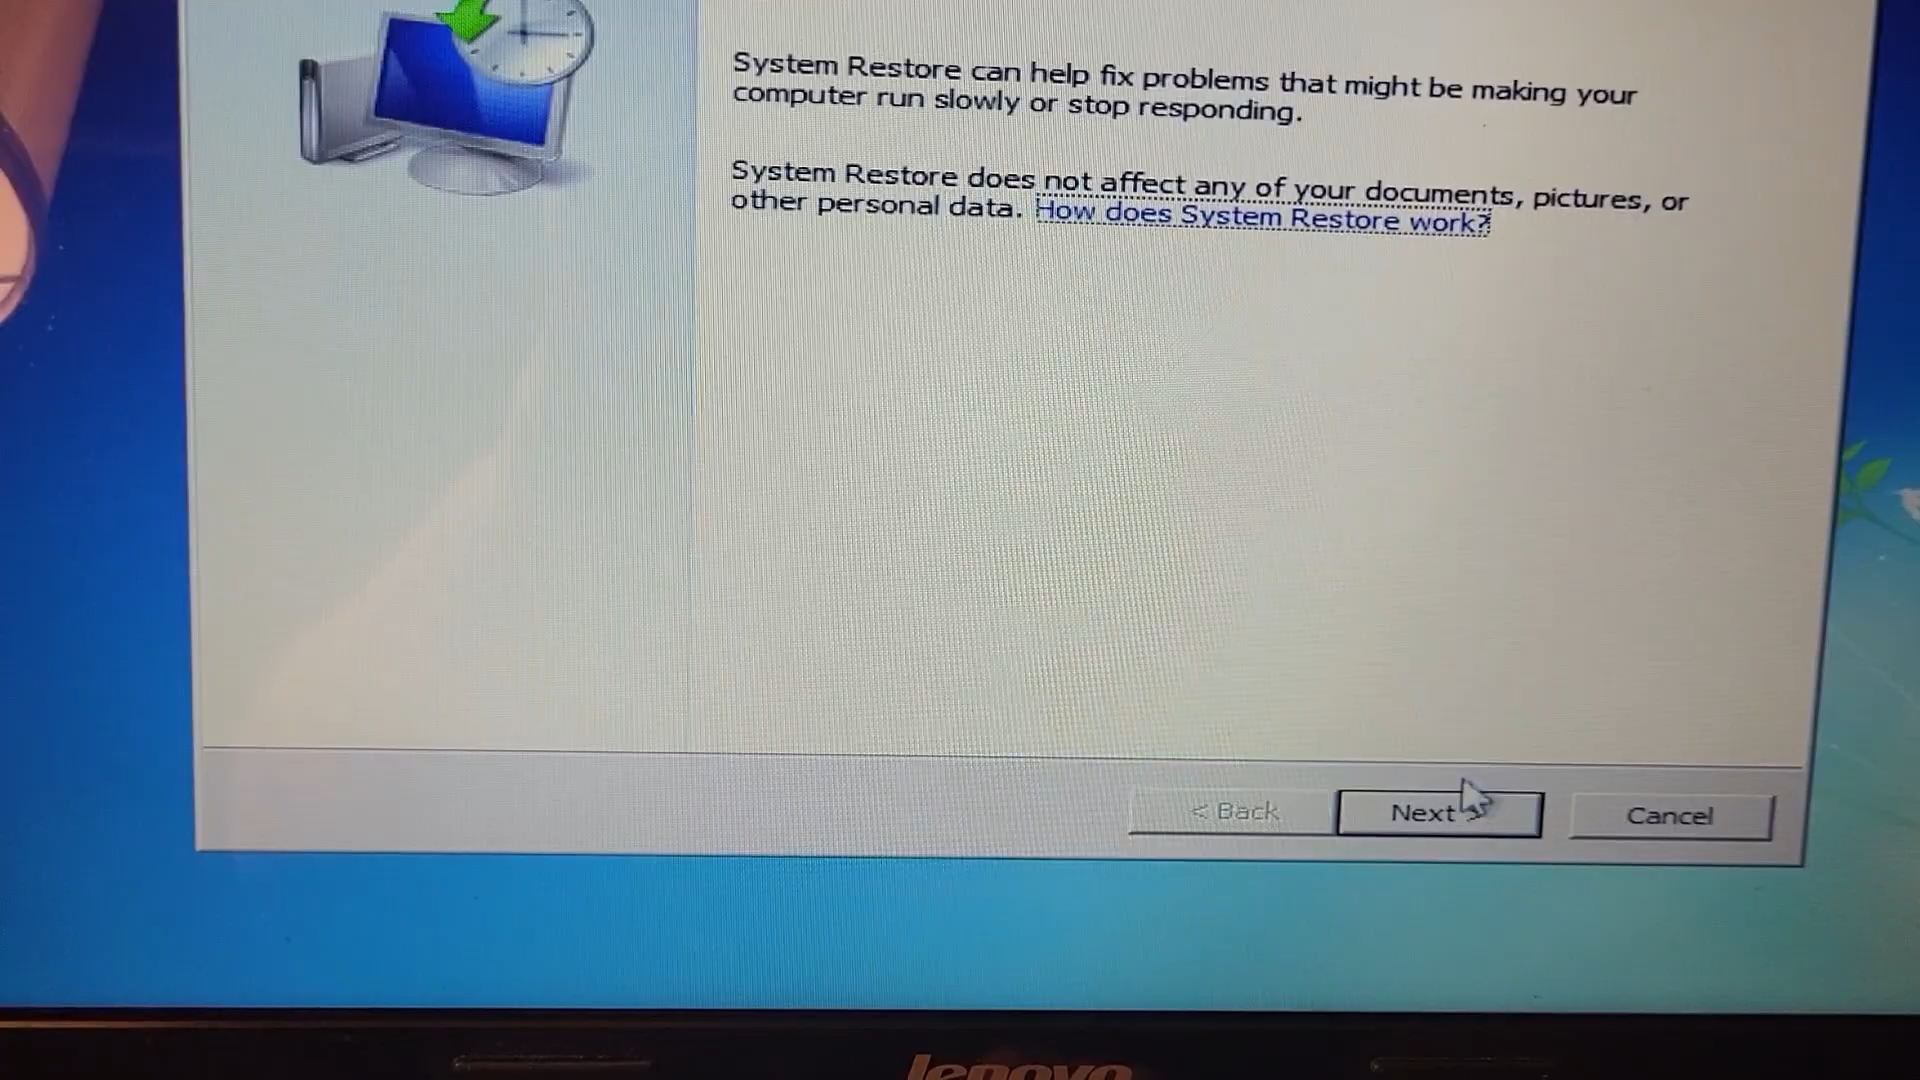 System Restore can help fix problems that might be making your
computer run slowly or stop responding.
System Restore does not affect any of your documents, pictures, or
other personal data. How does System Restore work?
< Back
Next >
Cancel
lenovo